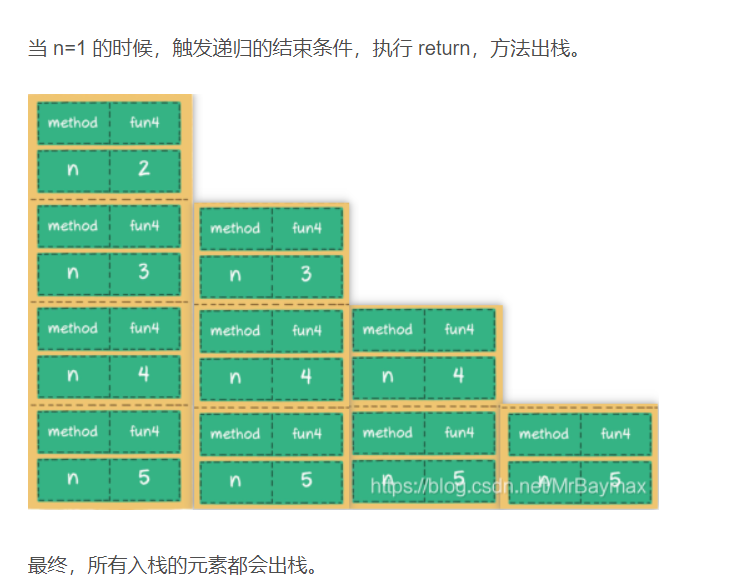 当 n=1 的时候，触发递归的结束条件，执行 return，方法出栈。
method fun4
n 2
method fun4 method fun4
n 3 n 3
method fun4 method fun4 method fun4
n 4 n 4 n 4
method fun4 method fun4 method fun4 method fun4
n 5 n 5 n 5 n 5
https://blog.csdn.net/MrBaymax
最终，所有入栈的元素都会出栈。